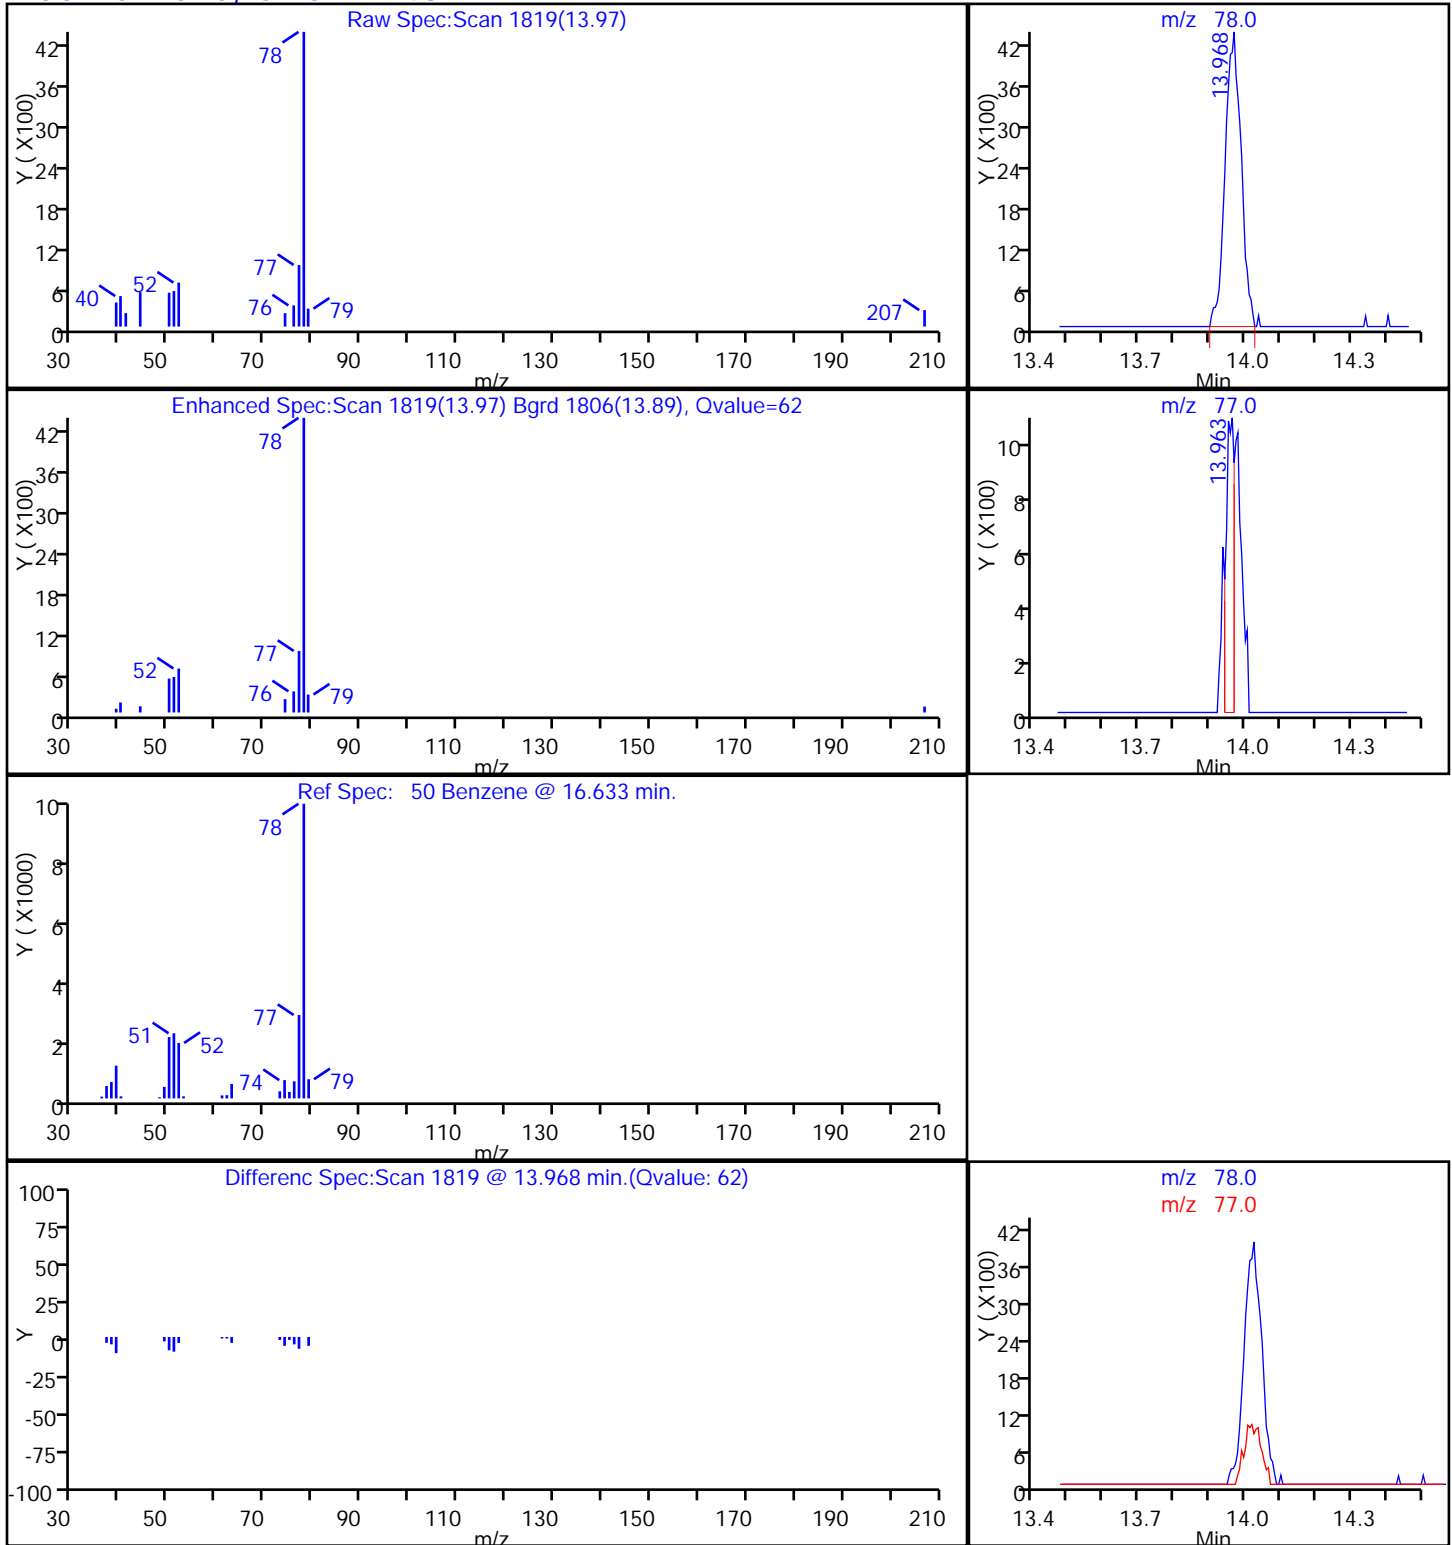 Raw Spec:Scan 1819(13.97)
Y ( X100)
42
36
30
24
18
12
6
0
78
77
52
40
76
79
207
30 50 70 90 110 130 150 170 190 210
m/z
m/z 78.0
Y ( X100)
42
36
30
24
18
12
6
0
13.968
13.4 13.7 14.0 14.3
Min
Enhanced Spec:Scan 1819(13.97) Bgrd 1806(13.89), Qvalue=62
Y ( X100)
42
36
30
24
18
12
6
0
78
77
52
76
79
30 50 70 90 110 130 150 170 190 210
m/z
m/z 77.0
Y ( X100)
10
8
6
4
2
0
13.963
13.4 13.7 14.0 14.3
Min
Ref Spec: 50 Benzene @ 16.633 min.
Y ( X1000)
10
8
6
4
2
0
78
77
51
52
74
79
30 50 70 90 110 130 150 170 190 210
m/z
Differenc Spec:Scan 1819 @ 13.968 min.(Qvalue: 62)
Y
100
75
50
25
0
-25
-50
-75
-100
30 50 70 90 110 130 150 170 190 210
m/z
m/z 78.0
m/z 77.0
Y ( X100)
42
36
30
24
18
12
6
0
13.4 13.7 14.0 14.3
Min